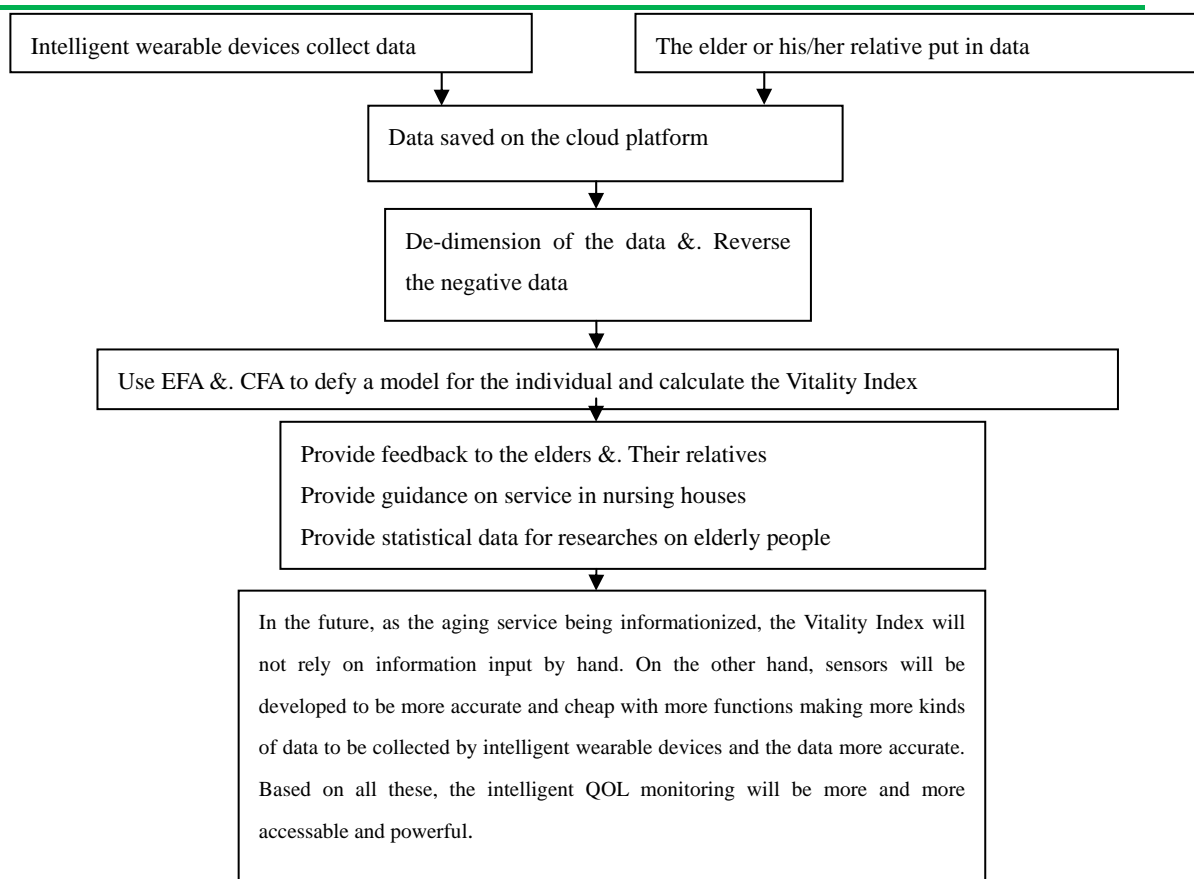 Intelligent wearable devices collect data
The elder or his/her relative put in data
Data saved on the cloud platform
De-dimension of the data &. Reverse
the negative data
Use EFA &. CFA to defy a model for the individual and calculate the Vitality Index
Provide feedback to the elders &. Their relatives
Provide guidance on service in nursing houses
Provide statistical data for researches on elderly people
In the future, as the aging service being informationized, the Vitality Index will
not rely on information input by hand. On the other hand, sensors will be
developed to be more accurate and cheap with more functions making more kinds
of data to be collected by intelligent wearable devices and the data more accurate.
Based on all these, the intelligent QOL monitoring will be more and more
accessable and powerful.